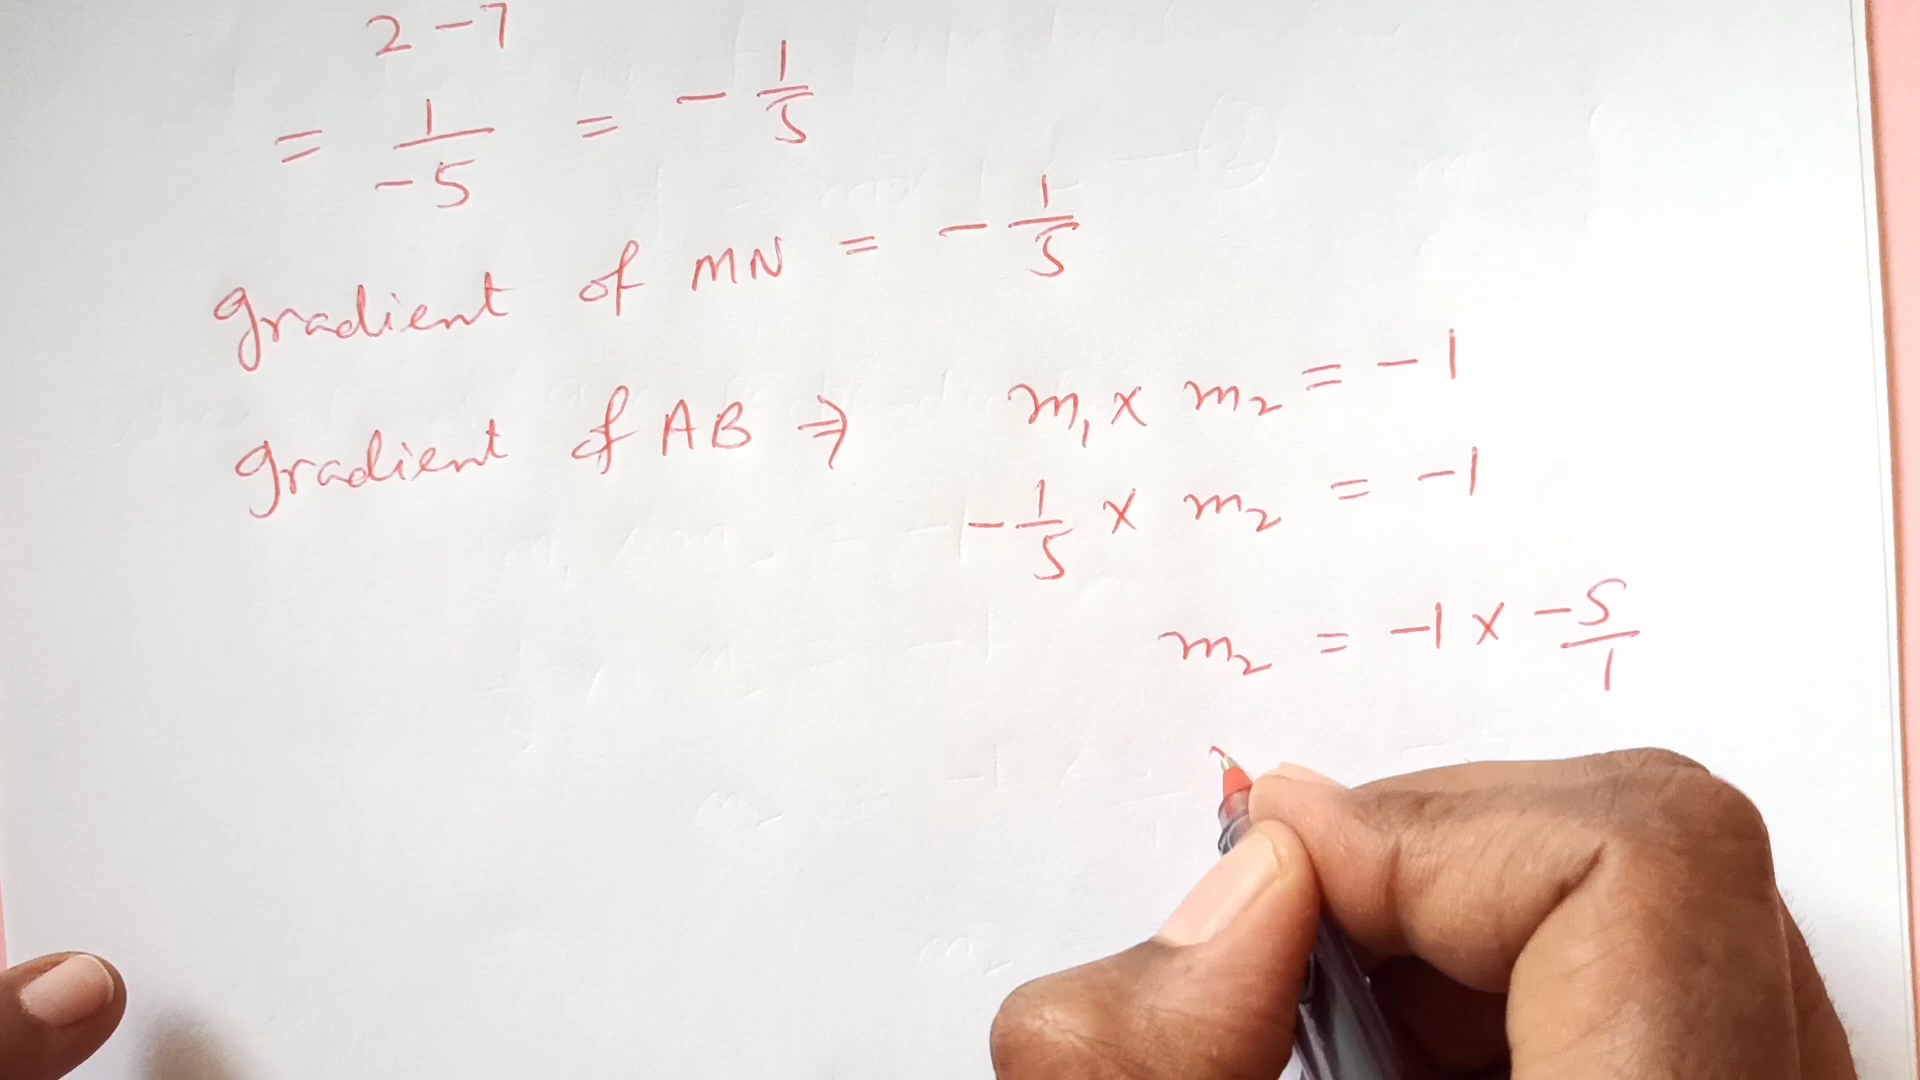 2 - 7
= 1/-5 = - 1/5
gradient of MN = - 1/5
gradient of AB ⇒ m₁ × m₂ = -1
- 1/5 × m₂ = -1
m₂ = -1 × -5/1